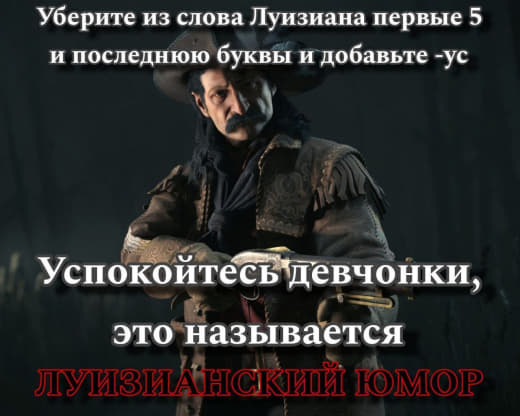 Уберите из слова Луизиана первые 5
и последнюю буквы и добавьте -ус
Успокойтесь девчонки,
это называется
ЛУИЗИАНСКИЙ ЮМОР